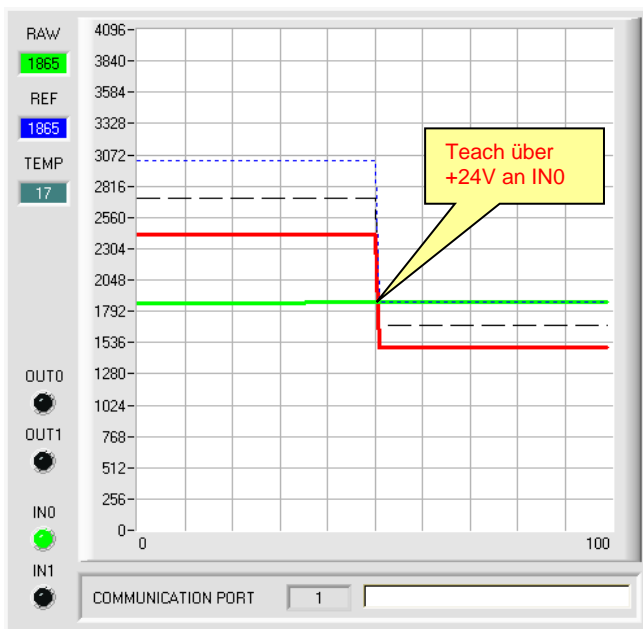 RAW
1865
REF
1865
TEMP
17
OUT0
OUT1
IN0
IN1
4096
3840
3584
3328
3072
2816
2560
2304
2048
1792
1536
1280
1024
768
512
256
0
0
100
Teach über
+24V an IN0
COMMUNICATION PORT 1